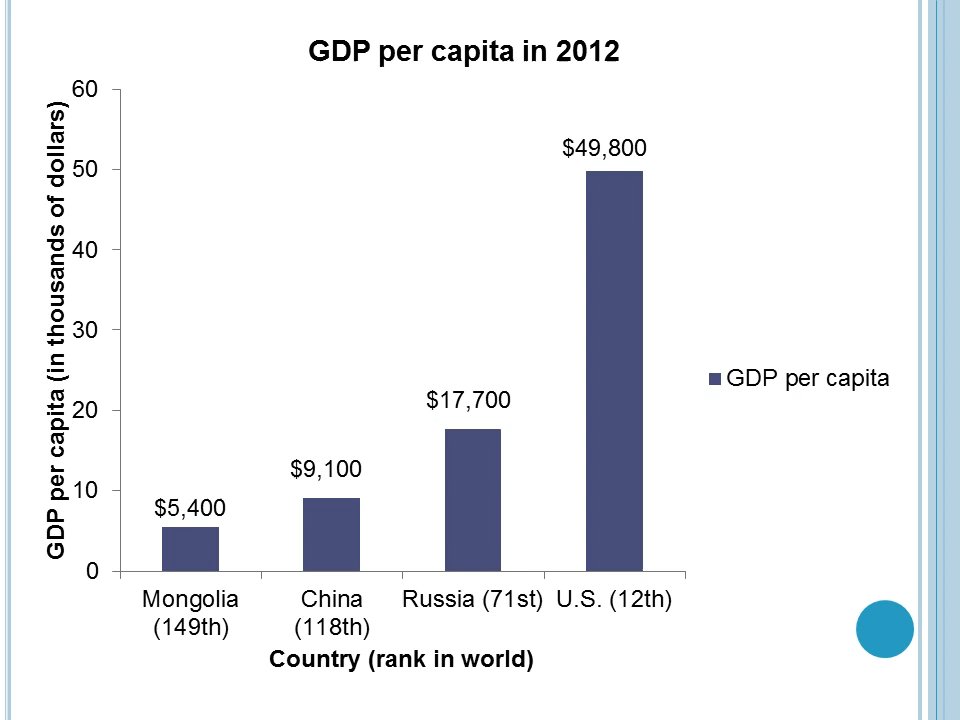 GDP per capita in 2012
GDP per capita (in thousands of dollars)
60
50
40
30
20
10
0
$5,400
$9,100
$17,700
$49,800
Mongolia
(149th)
China
(118th)
Russia (71st)
U.S. (12th)
Country (rank in world)
GDP per capita